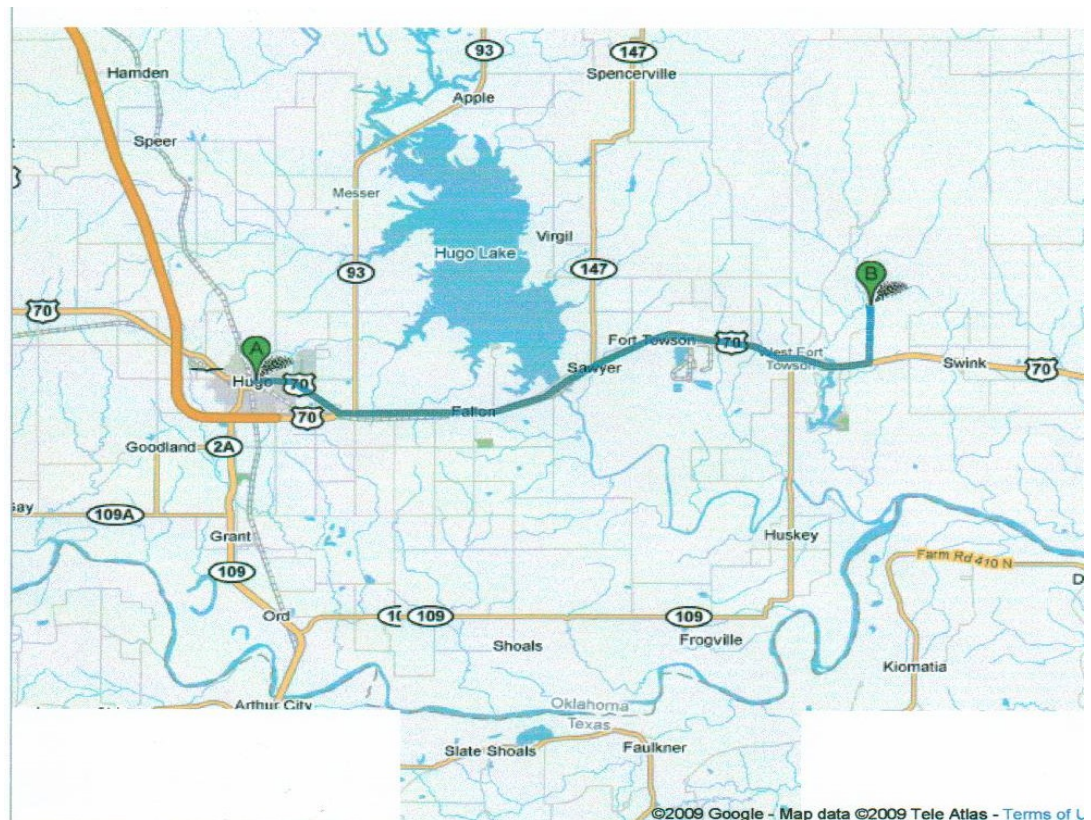 93
147
Hamden
Spencerville
Apple
Speer
Messer
Virgil
Hugo Lake
93
147
B
70
Fort Towson
70
A
West Fort
Towson
Sawyer
Swink
70
Hugo
70
70
Fallon
Goodland
2A
109A
Grant
Huskey
Farm Rd 410 N
109
Ord
109
109
Shoals
Frogville
Kiomatia
Arthur City
Oklahoma
Texas
Slate Shoals
Faulkner
©2009 Google - Map data ©2009 Tele Atlas - Terms of U